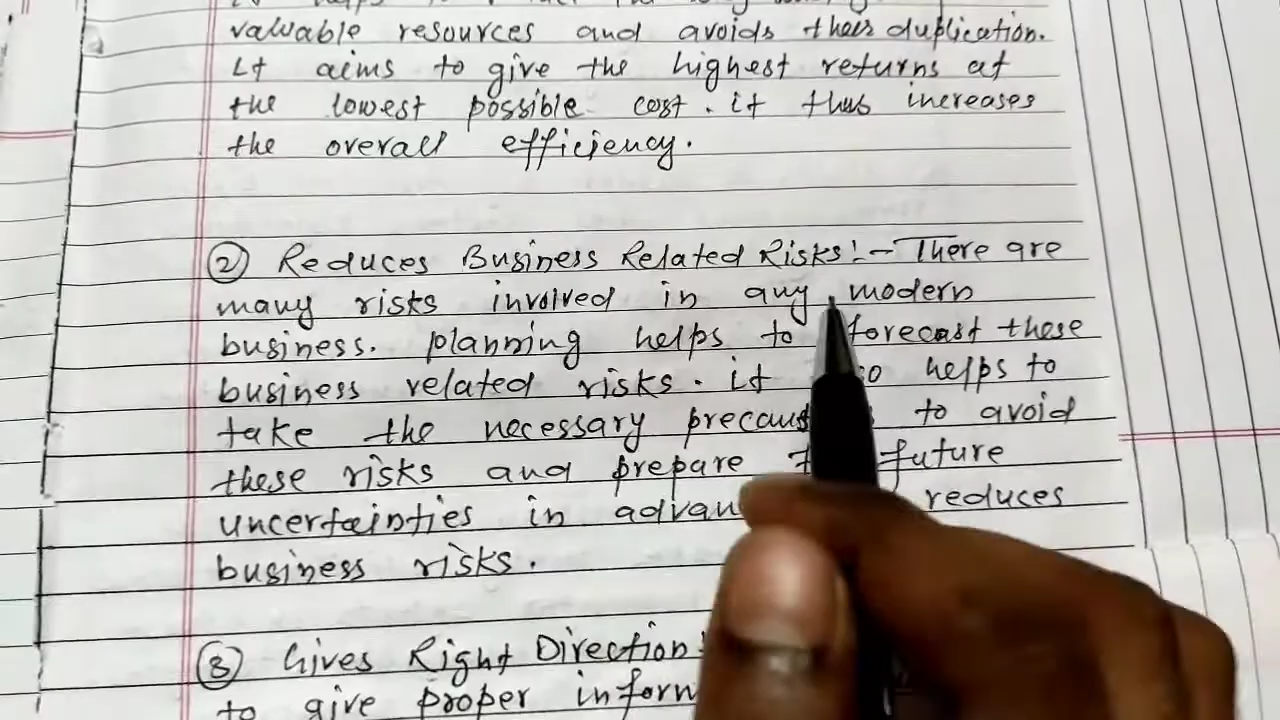 valuable resources and avoids their duplication.
It aims to give the highest returns at
the lowest possible cost. it thus increases
the overall efficiency.
② Reduces Business Related Risks:- There are
many risks involved in any modern
business. planning helps to forecast these
business related risks. it helps to
take the necessary to avoid
these risks and prepare future
uncertainties in reduces
business risks.
③ Gives Right Direction:
to give proper